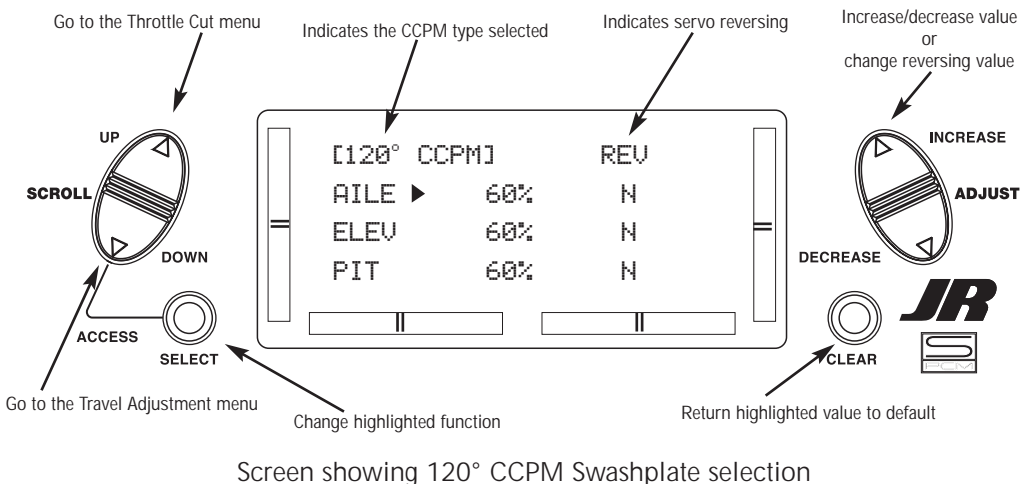 Go to the Throttle Cut menu
Indicates the CCPM type selected
Indicates servo reversing
Increase/decrease value
or
change reversing value
UP
SCROLL
DOWN
ACCESS
SELECT
[120° CCPM] REV
AILE ▶ 60% N
ELEV 60% N
PIT 60% N
INCREASE
ADJUST
DECREASE
CLEAR
JR
S
PCM
Go to the Travel Adjustment menu
Change highlighted function
Return highlighted value to default
Screen showing 120° CCPM Swashplate selection